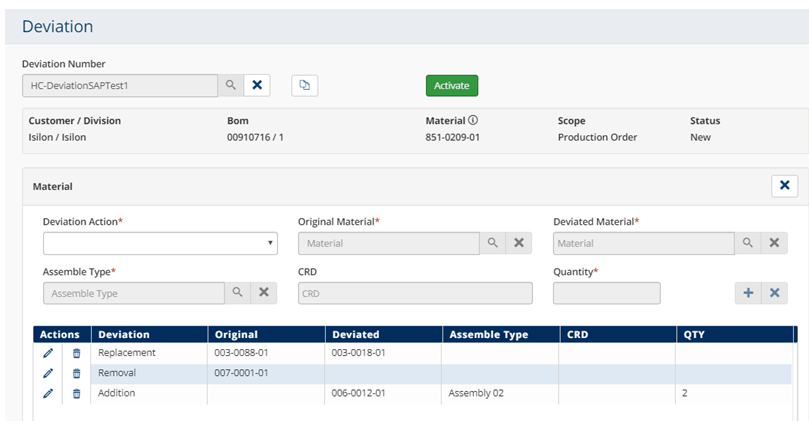 Deviation
Deviation Number
HC-DeviationSAPTest1
Activate
Customer / Division Bom Material Scope Status
Isilon / Isilon 00910716 / 1 851-0209-01 Production Order New
Material
Deviation Action* Original Material* Deviated Material*
Material Material
Assemble Type* CRD Quantity*
Assemble Type CRD
Actions Deviation Original Deviated Assemble Type CRD QTY
Replacement 003-0088-01 003-0018-01
Removal 007-0001-01
Addition 006-0012-01 Assembly 02 2